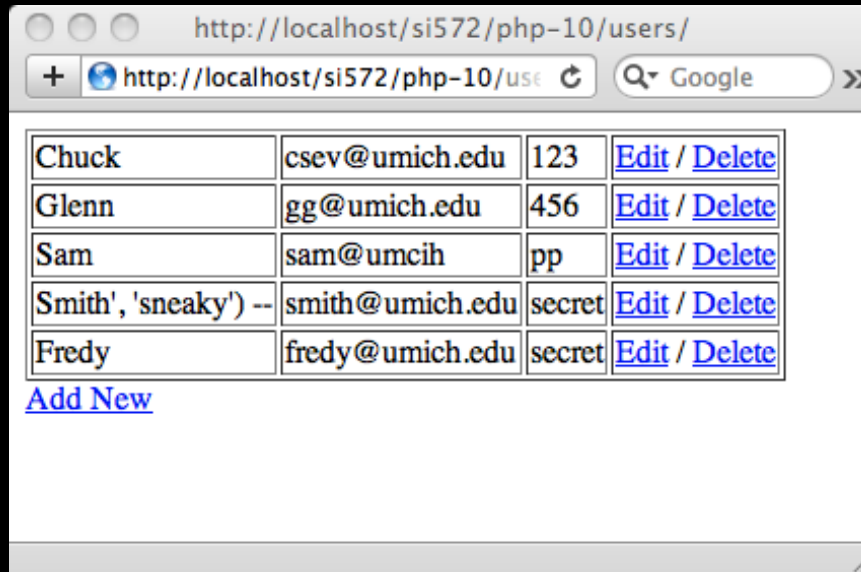 http://localhost/si572/php-10/users/
+ http://localhost/si572/php-10/use Google »
Chuck csev@umich.edu 123 Edit / Delete
Glenn gg@umich.edu 456 Edit / Delete
Sam sam@umcih pp Edit / Delete
Smith', 'sneaky') -- smith@umich.edu secret Edit / Delete
Fredy fredy@umich.edu secret Edit / Delete
Add New